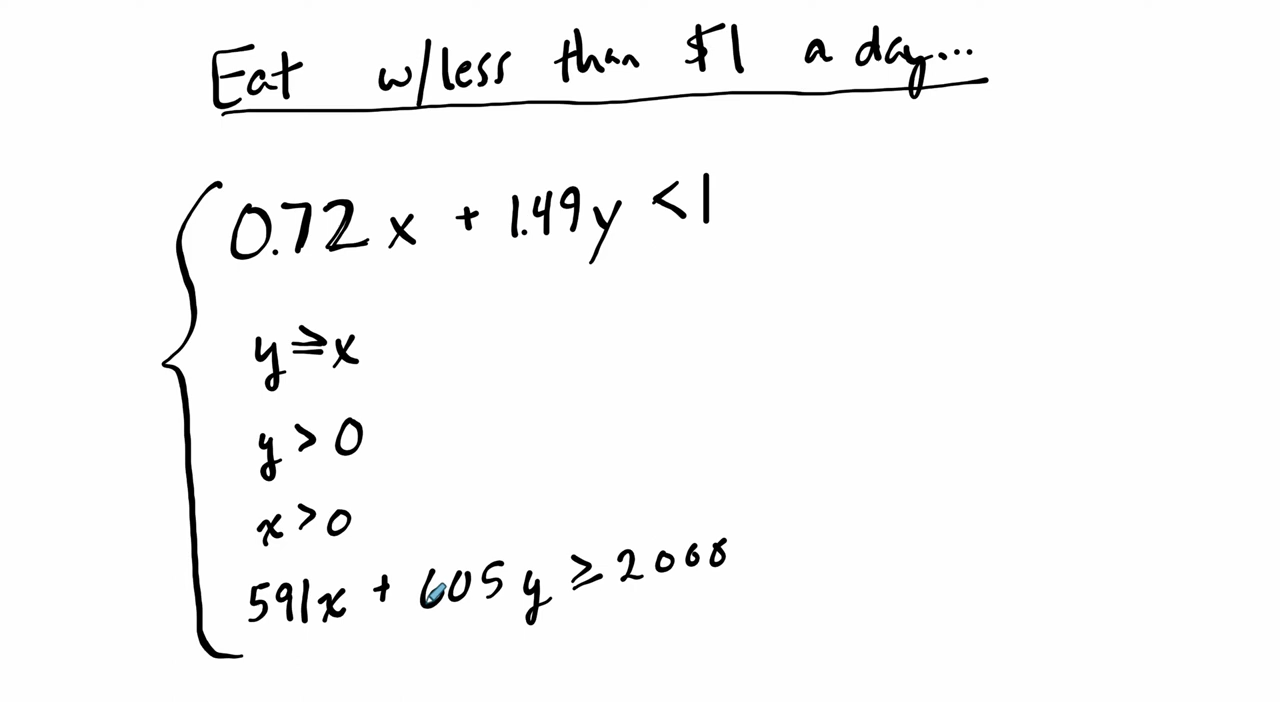 Eat w/less than $1 a day...
0.72x + 1.49y < 1
y ≥ x
y > 0
x > 0
591x + 605y ≥ 2000